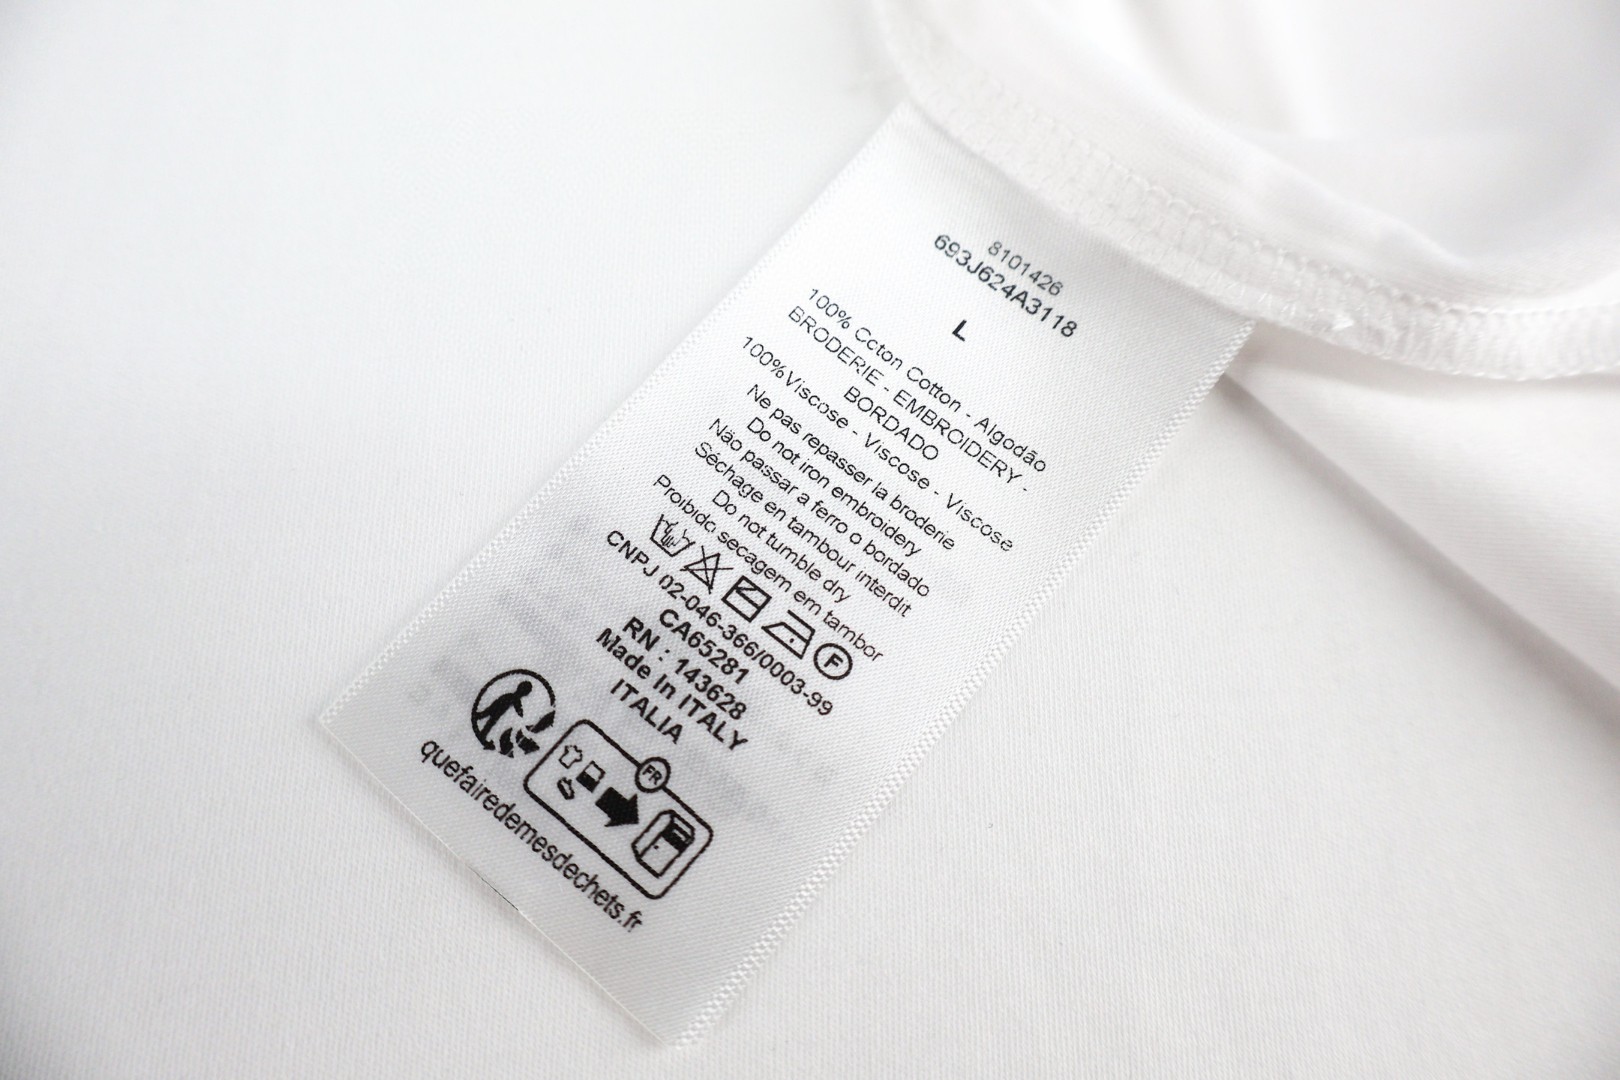 8101426
693J624A3118
L
100% Ccton Cotton - Algodão
BRODERIE - EMBROIDERY -
BORDADO
100%Viscose - Viscose - Viscose
Ne pas repasser la broderie
Do not iron embroidery
Não passar a ferro o bordado
Séchage en tambour interdit
Do not tumble dry
Proibido secagem em tambor
F
CNPJ 02-046-366/0003-99
CA65281
RN : 143628
Made In ITALY
ITALIA
FR
quefairedemesdechets.fr